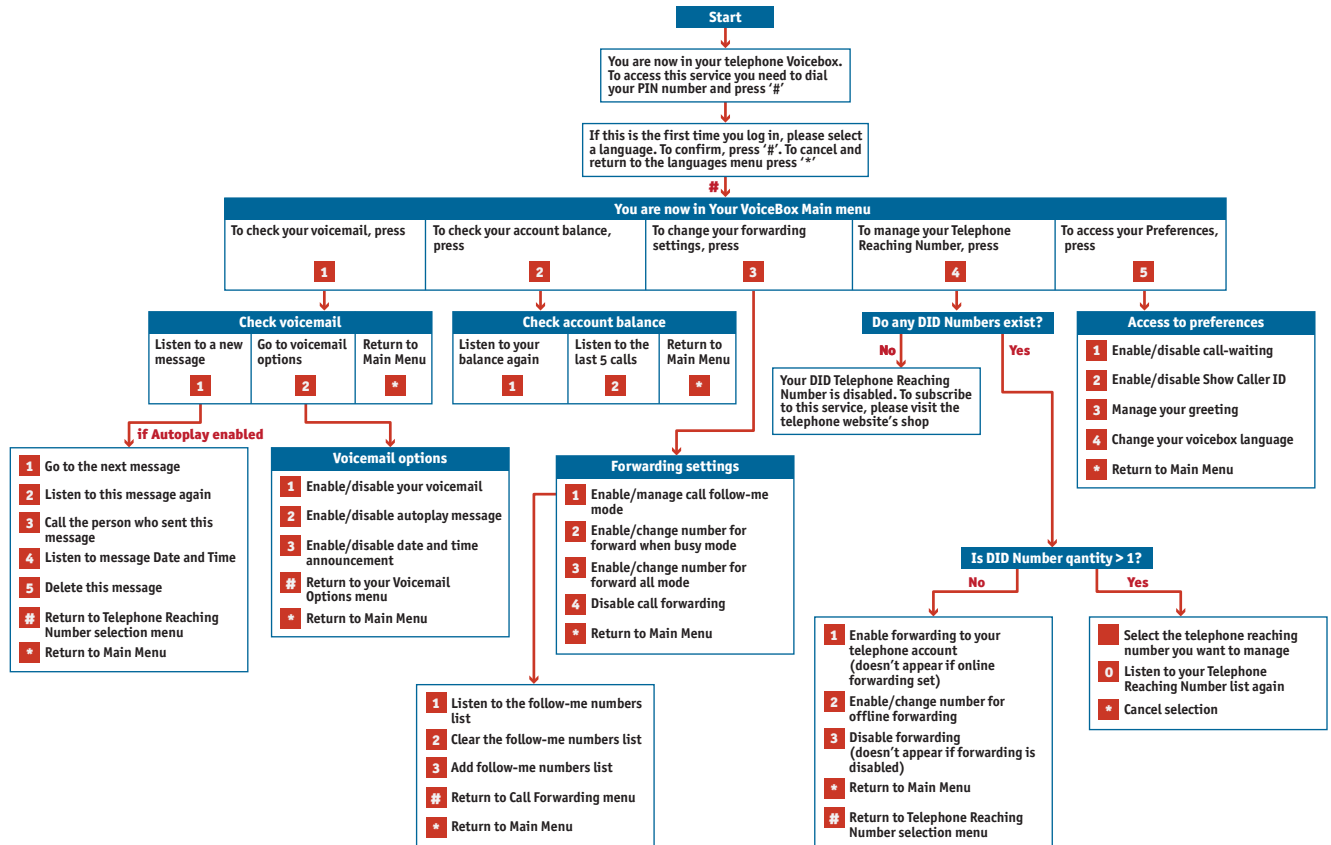 Start
You are now in your telephone Voicebox.
To access this service you need to dial
your PIN number and press ‘#’
If this is the first time you log in, please select
a language. To confirm, press ‘#’. To cancel and
return to the languages menu press ‘*’
#
You are now in Your VoiceBox Main menu
To check your voicemail, press
1
To check your account balance,
press
2
To change your forwarding
settings, press
3
To manage your Telephone
Reaching Number, press
4
To access your Preferences,
press
5
Check voicemail
Listen to a new
message
1
Go to voicemail
options
2
Return to
Main Menu
*
Check account balance
Listen to your
balance again
1
Listen to the
last 5 calls
2
Return to
Main Menu
*
Do any DID Numbers exist?
No
Yes
Your DID Telephone Reaching
Number is disabled. To subscribe
to this service, please visit the
telephone website’s shop
Access to preferences
1 Enable/disable call-waiting
2 Enable/disable Show Caller ID
3 Manage your greeting
4 Change your voicebox language
* Return to Main Menu
if Autoplay enabled
1 Go to the next message
2 Listen to this message again
3 Call the person who sent this
message
4 Listen to message Date and Time
5 Delete this message
# Return to Telephone Reaching
Number selection menu
* Return to Main Menu
Voicemail options
1 Enable/disable your voicemail
2 Enable/disable autoplay message
3 Enable/disable date and time
announcement
# Return to your Voicemail
Options menu
* Return to Main Menu
Forwarding settings
1 Enable/manage call follow-me
mode
2 Enable/change number for
forward when busy mode
3 Enable/change number for
forward all mode
4 Disable call forwarding
* Return to Main Menu
1 Listen to the follow-me numbers
list
2 Clear the follow-me numbers list
3 Add follow-me numbers list
# Return to Call Forwarding menu
* Return to Main Menu
Is DID Number qantity > 1?
No
Yes
1 Enable forwarding to your
telephone account
(doesn’t appear if online
forwarding set)
2 Enable/change number for
offline forwarding
3 Disable forwarding
(doesn’t appear if forwarding is
disabled)
* Return to Main Menu
# Return to Telephone Reaching
Number selection menu
Select the telephone reaching
number you want to manage
0 Listen to your Telephone
Reaching Number list again
* Cancel selection